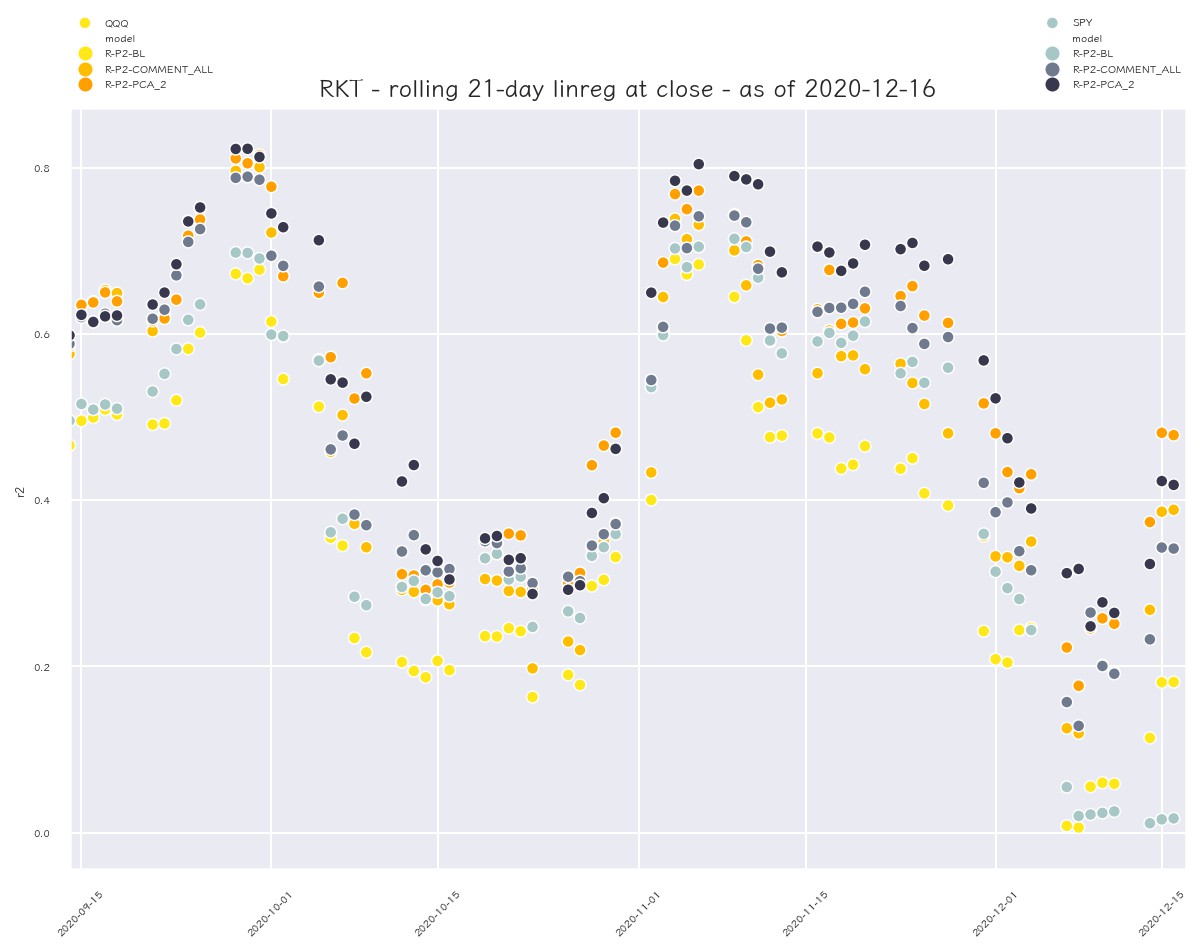 QQQ
model
R-P2-BL
R-P2-COMMENT_ALL
R-P2-PCA_2
SPY
model
R-P2-BL
R-P2-COMMENT_ALL
R-P2-PCA_2
RKT - rolling 21-day linreg at close - as of 2020-12-16
r2
0.8
0.6
0.4
0.2
0.0
2020-09-15
2020-10-01
2020-10-15
2020-11-01
2020-11-15
2020-12-01
2020-12-15